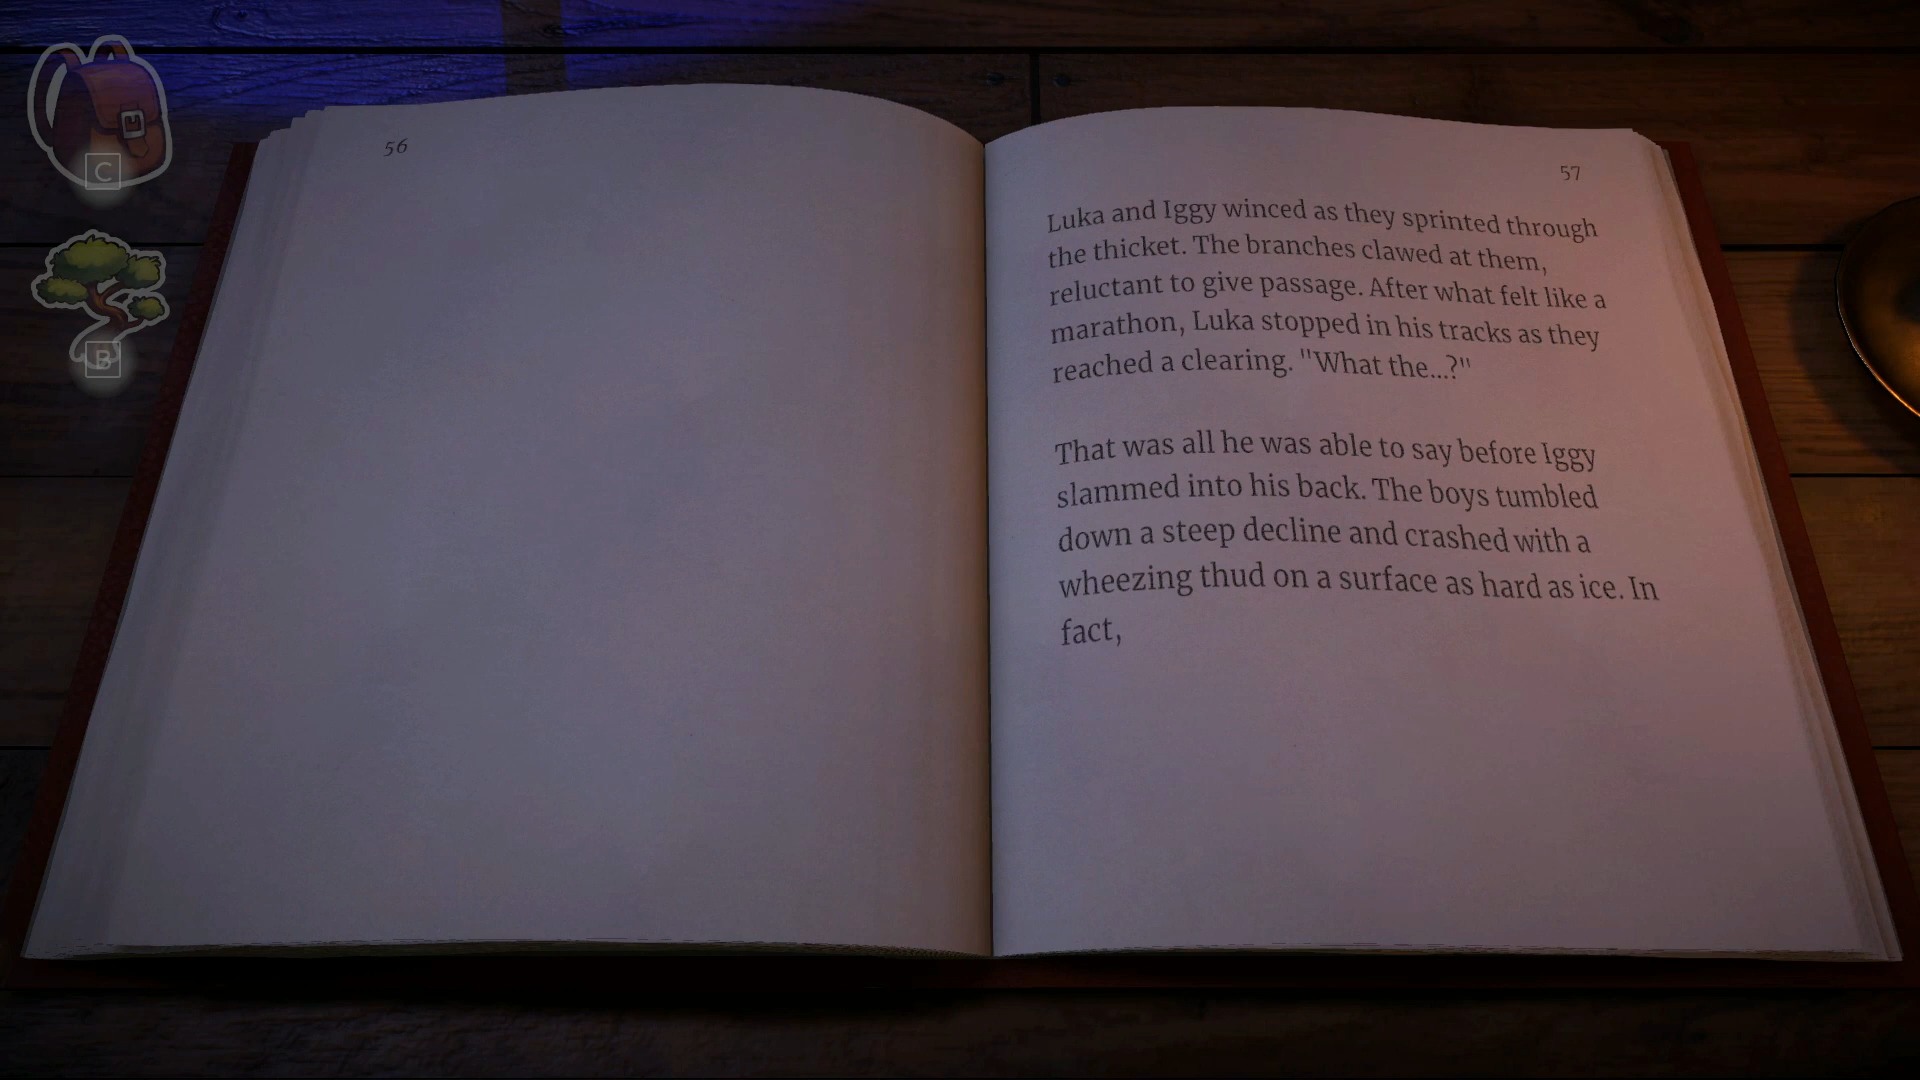 C
B
56
57
Luka and Iggy winced as they sprinted through
the thicket. The branches clawed at them,
reluctant to give passage. After what felt like a
marathon, Luka stopped in his tracks as they
reached a clearing. "What the...?"
That was all he was able to say before Iggy
slammed into his back. The boys tumbled
down a steep decline and crashed with a
wheezing thud on a surface as hard as ice. In
fact,